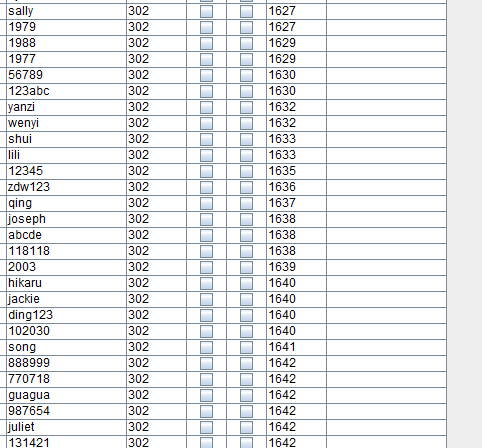 sally 302 1627
1979 302 1627
1988 302 1629
1977 302 1629
56789 302 1630
123abc 302 1630
yanzi 302 1632
wenyi 302 1632
shui 302 1633
lili 302 1633
12345 302 1635
zdw123 302 1636
qing 302 1637
joseph 302 1638
abcde 302 1638
118118 302 1638
2003 302 1639
hikaru 302 1640
jackie 302 1640
ding123 302 1640
102030 302 1640
song 302 1641
888999 302 1642
770718 302 1642
guagua 302 1642
987654 302 1642
juliet 302 1642
131421 302 1642